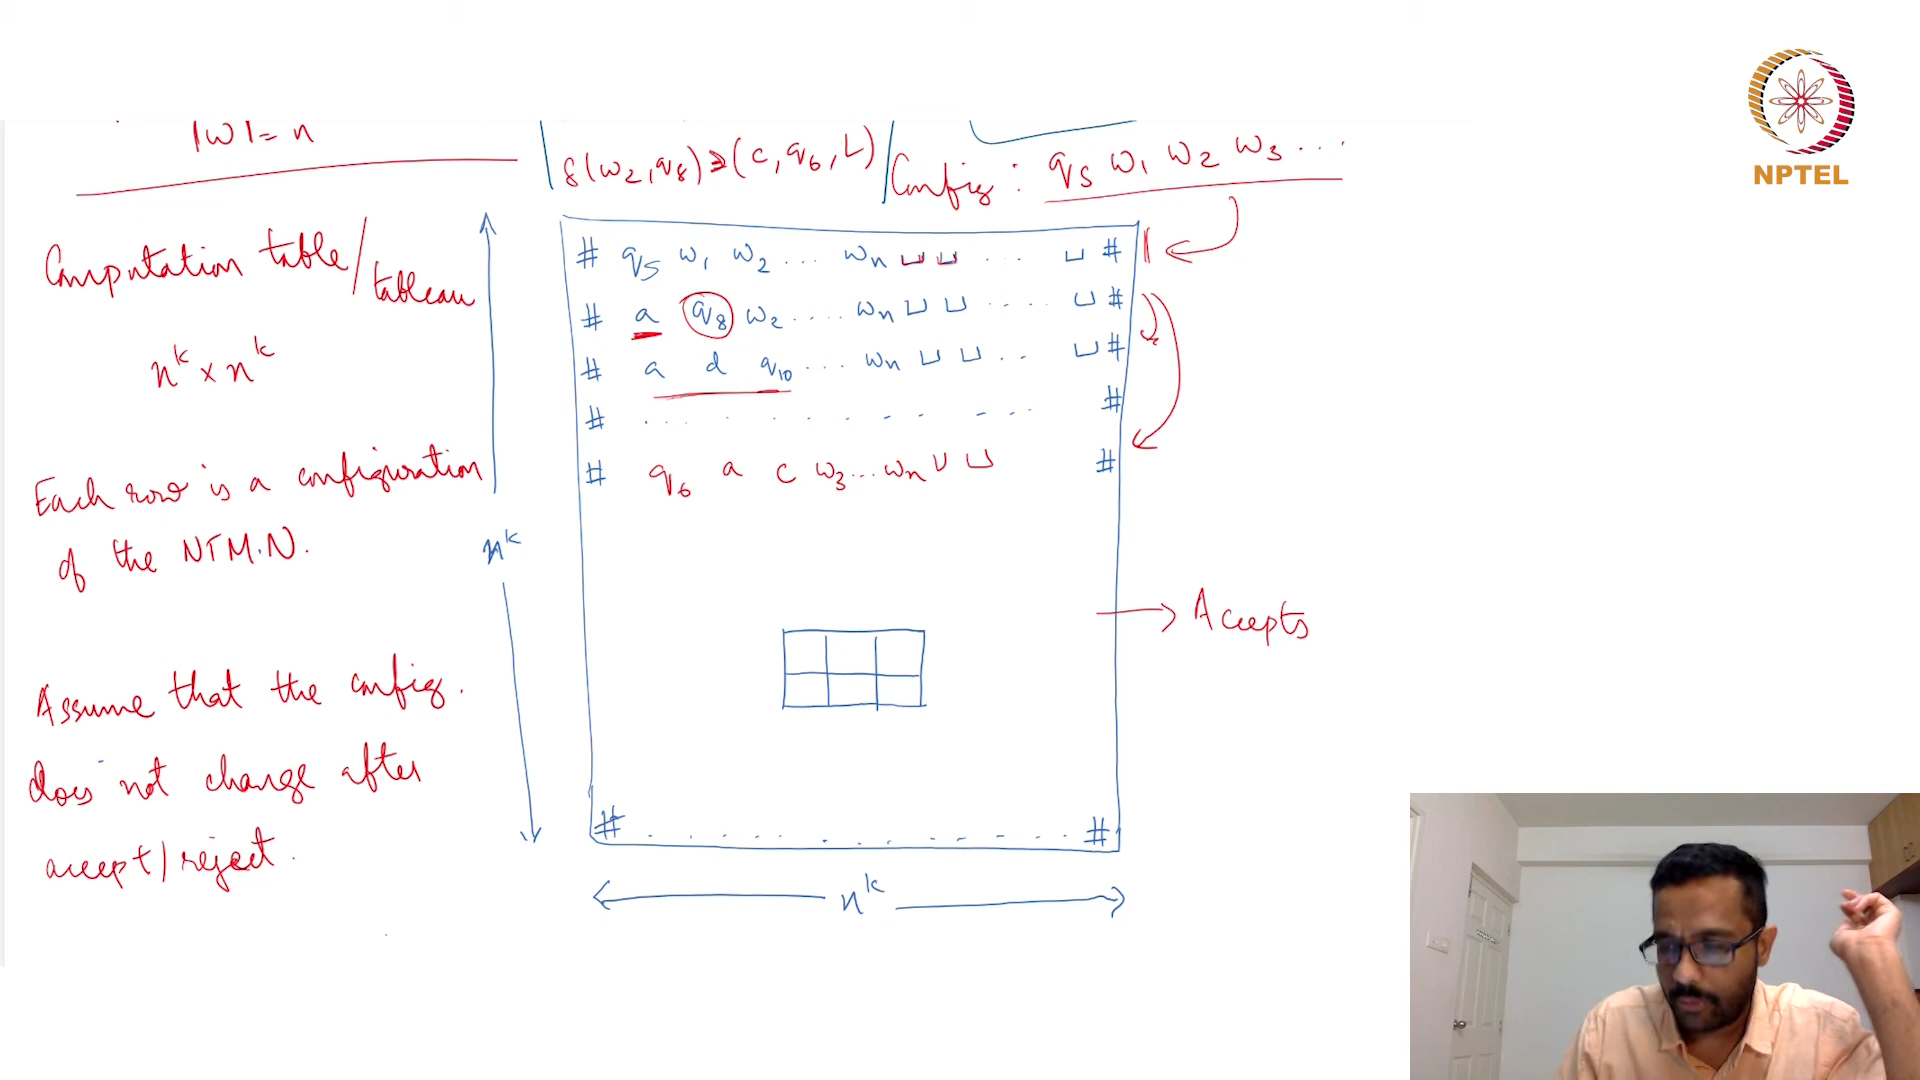 |w| = n
δ(w2, q8) ∋ (c, q6, L)
Config : qs w1 w2 w3 ...
NPTEL
Computation table/
tableau
n^k × n^k
Each row is a configuration
of the NTM N.
Assume that the config.
does not change after
accept/reject.
n^k
# qs w1 w2 ... wn ⊔ ⊔ ... ⊔ #
# a q8 w2 .... wn ⊔ ⊔ .... ⊔ #
# a d q10 ... wn ⊔ ⊔ ... ⊔ #
# ... #
# q6 a c w3 ... wn ⊔ ⊔ #
Accepts
# ... #
n^k